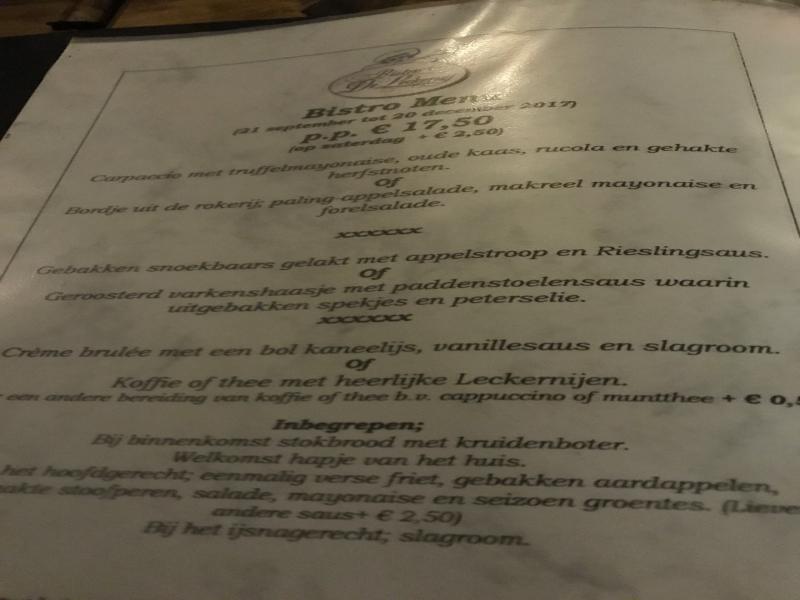 Bistro Menu
(21 september tot 20 december 2017)
p.p. € 17,50
(op zaterdag + € 2,50)
Carpaccio met truffelmayonaise, oude kaas, rucola en gehakte
herfstnoten.
Of
Bordje uit de rokerij; paling-appelsalade, makreel mayonaise en
forelsalade.
xxxxxx
Gebakken snoekbaars gelakt met appelstroop en Rieslingsaus.
Of
Geroosterd varkenshaasje met paddenstoelensaus waarin
uitgebakken spekjes en peterselie.
xxxxxx
Crème brulée met een bol kaneelijs, vanillesaus en slagroom.
Of
Koffie of thee met heerlijke Leckernijen.
een andere bereiding van koffie of thee b.v. cappuccino of muntthee + € 0,5
Inbegrepen;
Bij binnenkomst stokbrood met kruidenboter.
Welkomst hapje van het huis.
het hoofdgerecht; eenmalig verse friet, gebakken aardappelen,
stoofperen, salade, mayonaise en seizoen groentes. (Liever
andere saus+ € 2,50)
Bij het ijsnagerecht; slagroom.